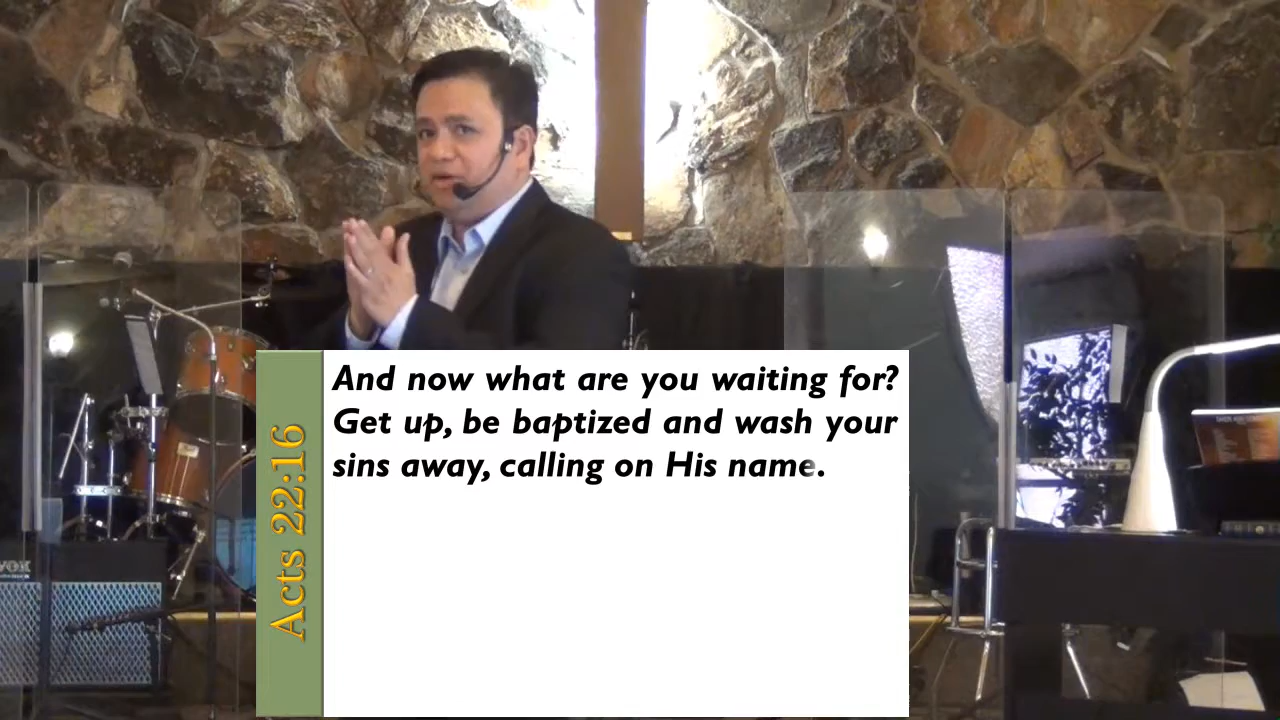 And now what are you waiting for?
Get up, be baptized and wash your
sins away, calling on His name.
Acts 22:16
VOX